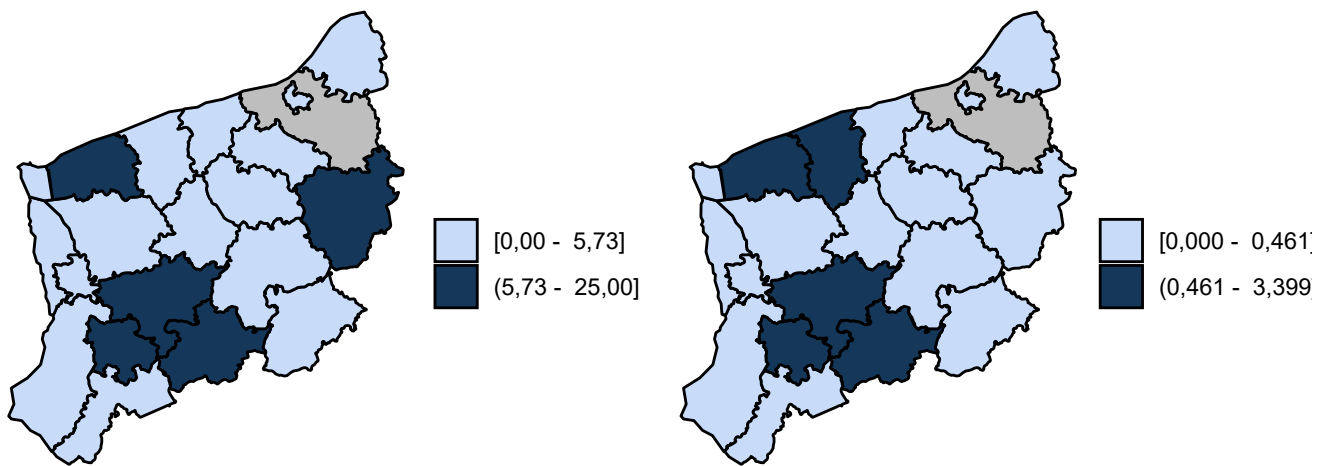 [0,00 - 5,73]
(5,73 - 25,00]
[0,000 - 0,461]
(0,461 - 3,399]